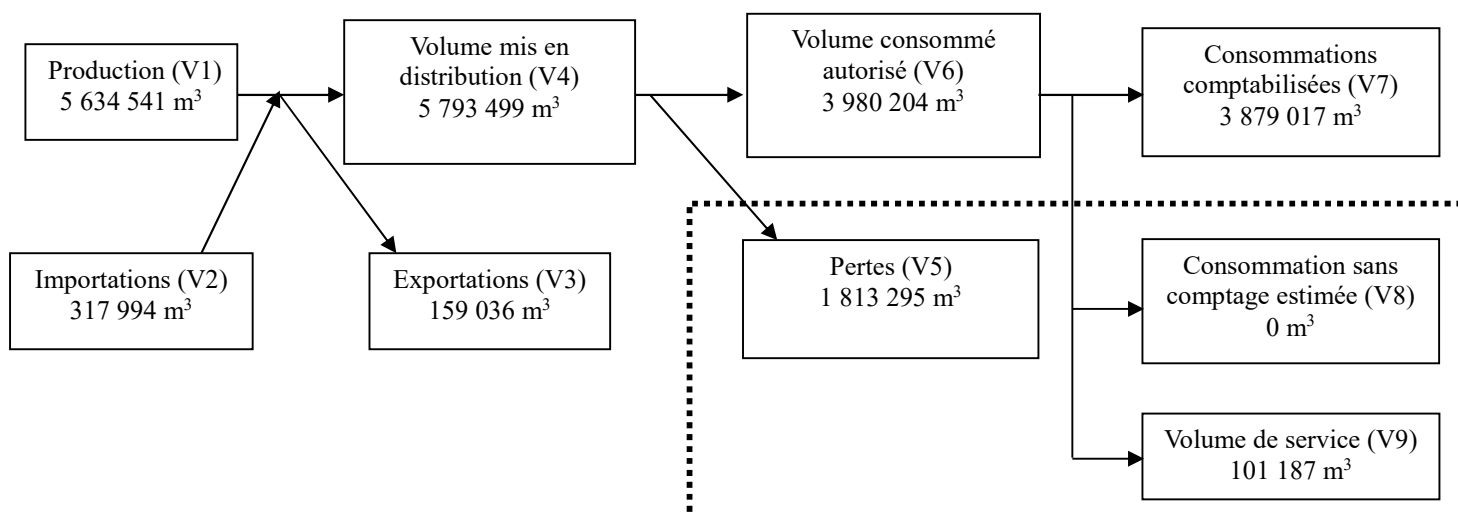 Production (V1)
5 634 541 m³
Volume mis en
distribution (V4)
5 793 499 m³
Volume consommé
autorisé (V6)
3 980 204 m³
Consommations
comptabilisées (V7)
3 879 017 m³
Importations (V2)
317 994 m³
Exportations (V3)
159 036 m³
Pertes (V5)
1 813 295 m³
Consommation sans
comptage estimée (V8)
0 m³
Volume de service (V9)
101 187 m³